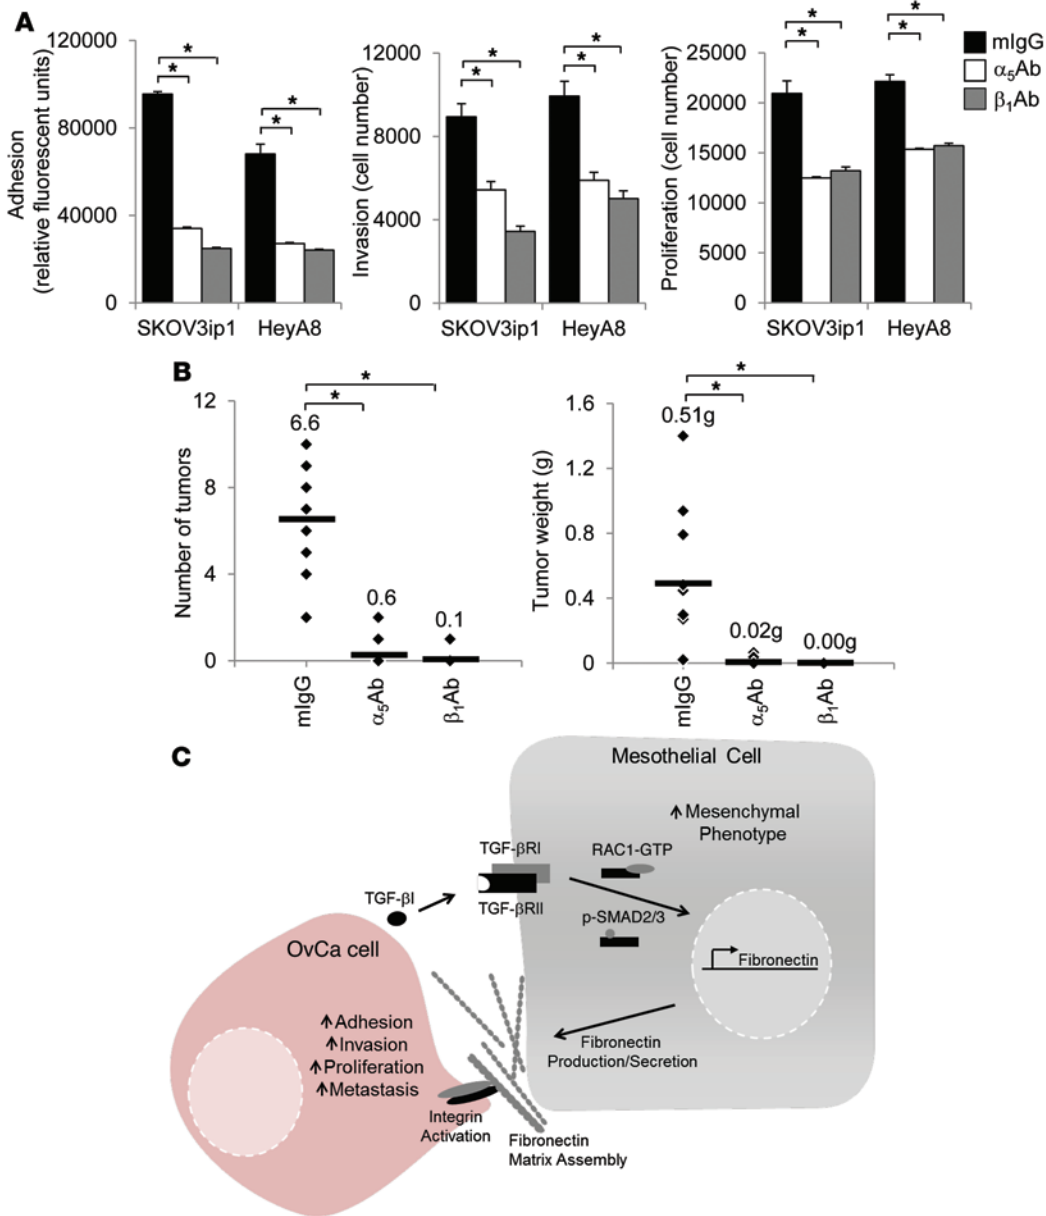 A
Adhesion
(relative fluorescent units)
120000
80000
40000
0
SKOV3ip1 HeyA8
* * * *
Invasion (cell number)
12000
8000
4000
0
SKOV3ip1 HeyA8
* * * *
Proliferation (cell number)
25000
20000
15000
10000
5000
0
SKOV3ip1 HeyA8
* * * *
mIgG
α5Ab
β1Ab
B
Number of tumors
12
8
4
0
* *
6.6
0.6
0.1
mIgG
α5Ab
β1Ab
Tumor weight (g)
1.6
1.2
0.8
0.4
0
* *
0.51g
0.02g
0.00g
mIgG
α5Ab
β1Ab
C
Mesothelial Cell
↑Mesenchymal
Phenotype
TGF-βRI
RAC1-GTP
TGF-βI
TGF-βRII
p-SMAD2/3
OvCa cell
Fibronectin
↑Adhesion
↑Invasion
↑Proliferation
↑Metastasis
Fibronectin
Production/Secretion
Integrin
Activation
Fibronectin
Matrix Assembly